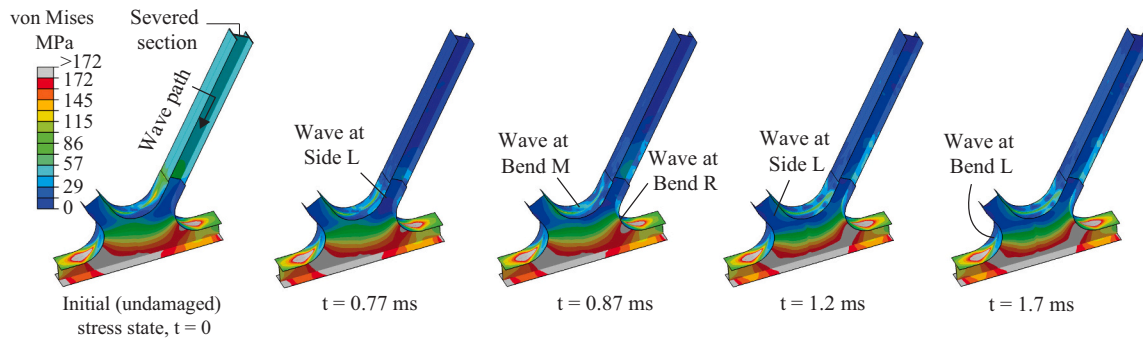 von Mises
MPa
>172
172
145
115
86
57
29
0
Severed
section
Wave path
Initial (undamaged)
stress state, t = 0
Wave at
Side L
t = 0.77 ms
Wave at
Bend M
Wave at
Bend R
t = 0.87 ms
Wave at
Side L
t = 1.2 ms
Wave at
Bend L
t = 1.7 ms